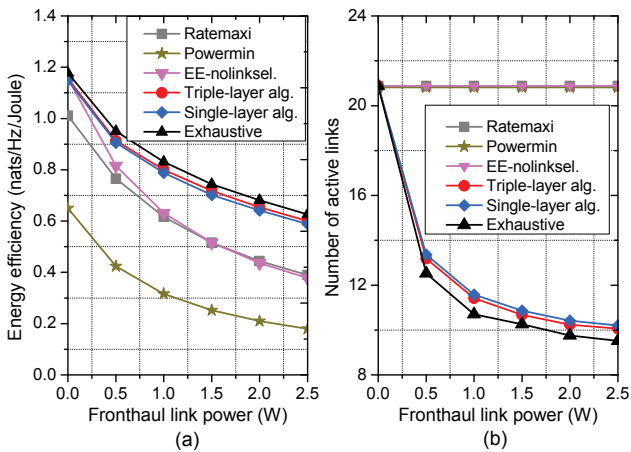 1.4
1.2
1.0
0.8
0.6
0.4
0.2
0.0
Energy efficiency (nats/Hz/Joule)
Ratemaxi
Powermin
EE-nolinksel.
Triple-layer alg.
Single-layer alg.
Exhaustive
0.0 0.5 1.0 1.5 2.0 2.5
Fronthaul link power (W)
(a)
24
20
16
12
8
Number of active links
Ratemaxi
Powermin
EE-nolinksel.
Triple-layer alg.
Single-layer alg.
Exhaustive
0.0 0.5 1.0 1.5 2.0 2.5
Fronthaul link power (W)
(b)